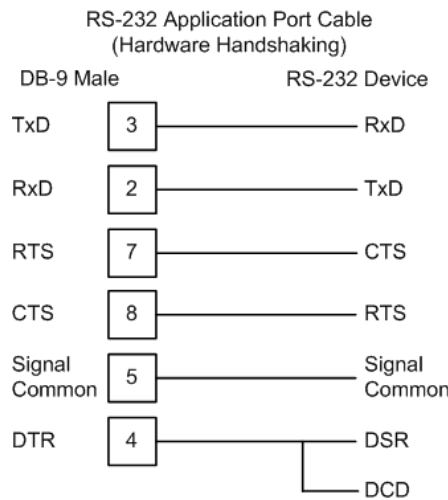 RS-232 Application Port Cable
(Hardware Handshaking)
DB-9 Male RS-232 Device
TxD 3 RxD
RxD 2 TxD
RTS 7 CTS
CTS 8 RTS
Signal Common 5 Signal Common
DTR 4 DSR
DCD